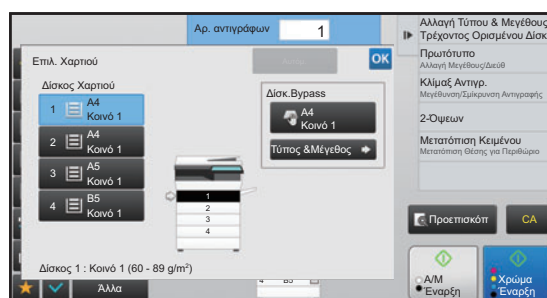 Αρ. αντιγράφων
1
Επιλ. Χαρτιού
OK
Δίσκος Χαρτιού
1 A4
Κοινό 1
2 A4
Κοινό 1
3 A5
Κοινό 1
4 B5
Κοινό 1
Δίσκ.Bypass
A4
Κοινό 1
Τύπος &Μέγεθος
1
2
3
4
Δίσκος 1 : Κοινό 1 (60 - 89 g/m²)
Άλλα
4 B5
Αλλαγή Τύπου & Μεγέθους
Τρέχοντος Ορισμένου Δίσκ
Πρωτότυπο
Αλλαγή Μεγέθους/Διεύθ
Κλίμαξ Αντιγρ.
Μεγέθυνση/Σμίκρυνση Αντιγραφής
2-Όψεων
Μετατόπιση Κειμένου
Μετατόπιση Θέσης για Περιθώριο
Προεπισκόπ
CA
Α/Μ
Έναρξη
Χρώμα
Έναρξη